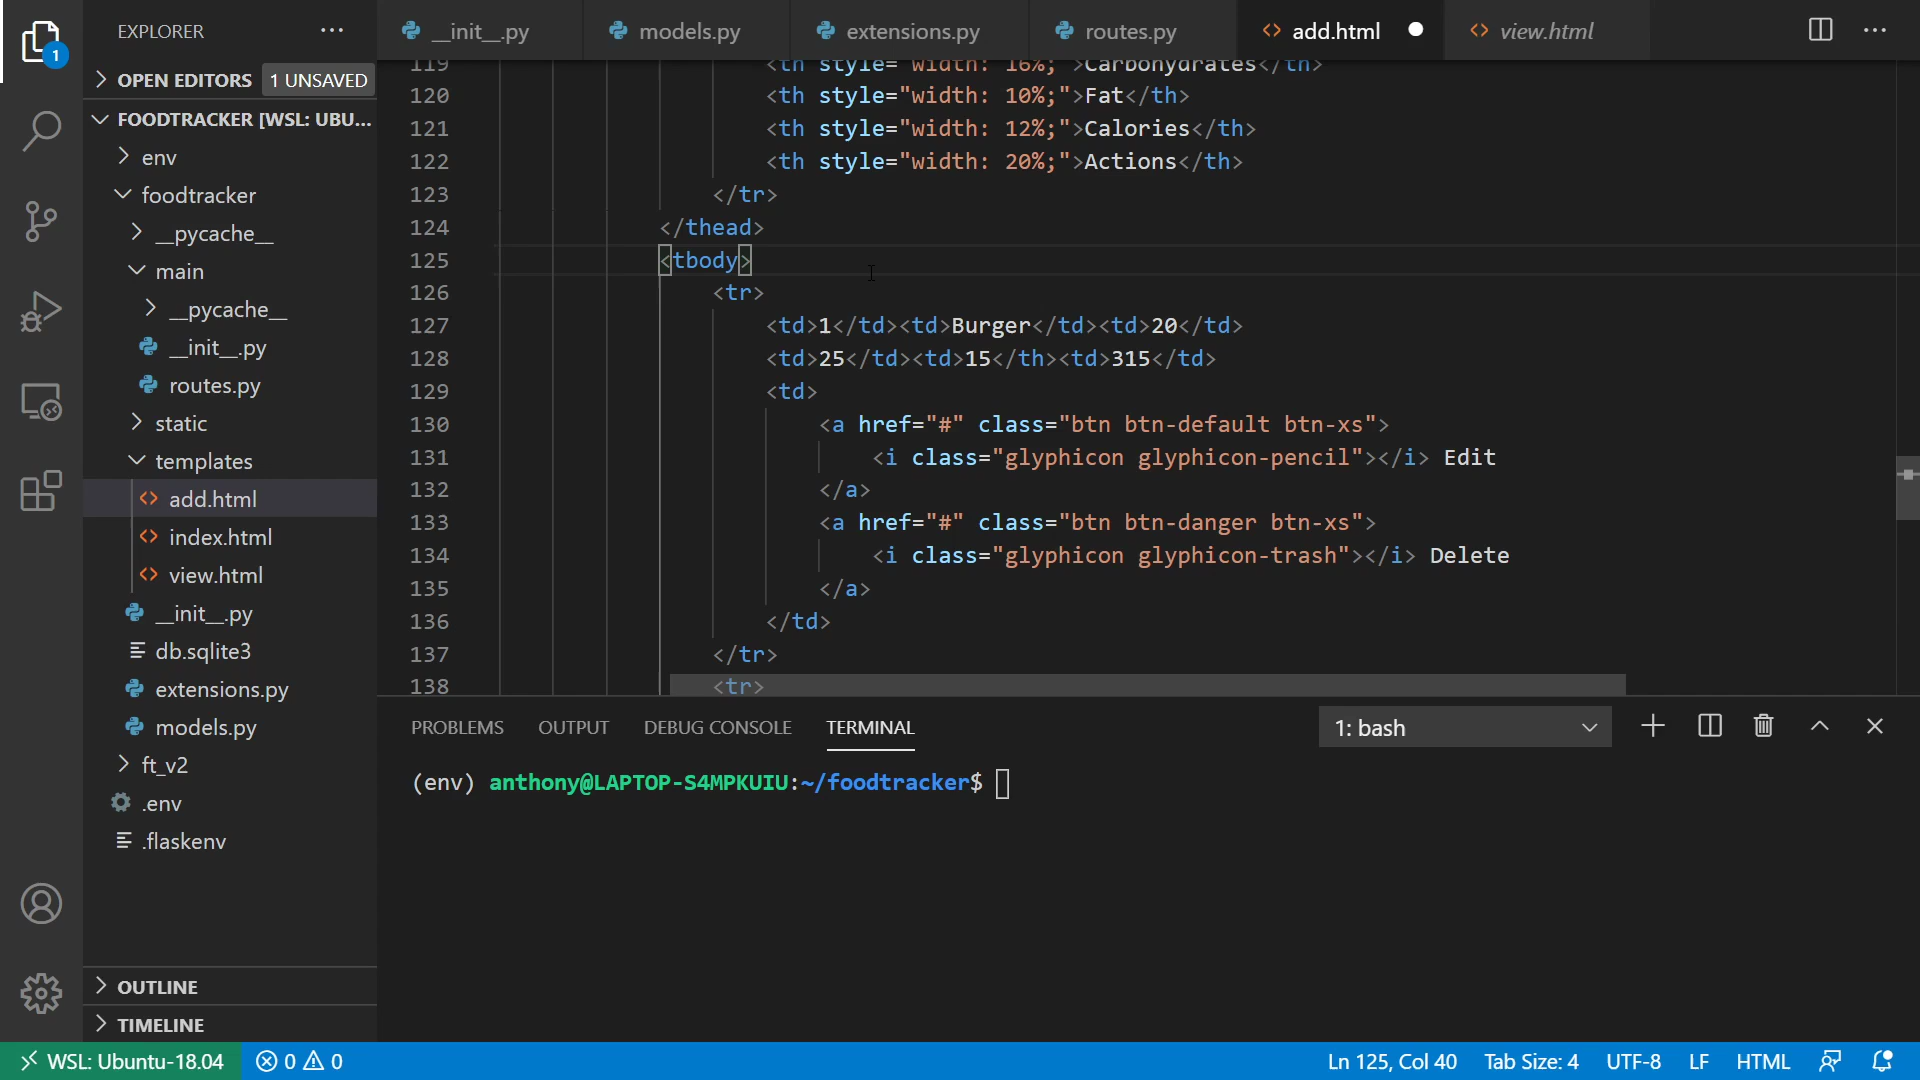 EXPLORER
__init__.py
models.py
extensions.py
routes.py
add.html
view.html
1
OPEN EDITORS 1 UNSAVED
FOODTRACKER [WSL: UBU...
env
foodtracker
__pycache__
main
__pycache__
__init__.py
routes.py
static
templates
add.html
index.html
view.html
__init__.py
db.sqlite3
extensions.py
models.py
ft_v2
.env
.flaskenv
OUTLINE
TIMELINE
119 <th style="width: 16%;">Carbohydrates</th>
120 <th style="width: 10%;">Fat</th>
121 <th style="width: 12%;">Calories</th>
122 <th style="width: 20%;">Actions</th>
123 </tr>
124 </thead>
125 <tbody>
126 <tr>
127 <td>1</td><td>Burger</td><td>20</td>
128 <td>25</td><td>15</th><td>315</td>
129 <td>
130 <a href="#" class="btn btn-default btn-xs">
131 <i class="glyphicon glyphicon-pencil"></i> Edit
132 </a>
133 <a href="#" class="btn btn-danger btn-xs">
134 <i class="glyphicon glyphicon-trash"></i> Delete
135 </a>
136 </td>
137 </tr>
138 <tr>
PROBLEMS OUTPUT DEBUG CONSOLE TERMINAL 1: bash
(env) anthony@LAPTOP-S4MPKUIU:~/foodtracker$
WSL: Ubuntu-18.04 0 0 Ln 125, Col 40 Tab Size: 4 UTF-8 LF HTML